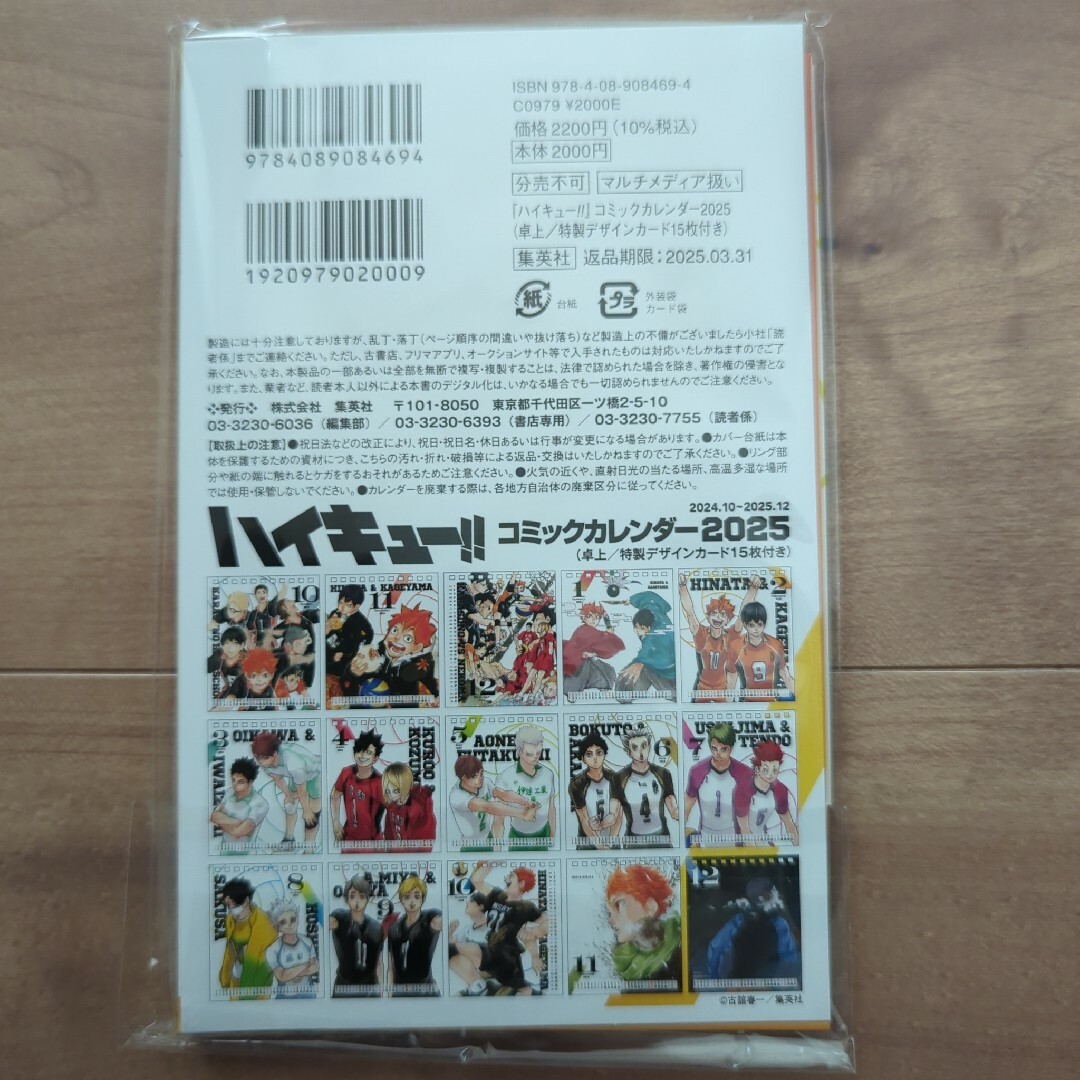 ISBN 978-4-08-908469-4
C0979 ¥2000E
価格 2200円(10%税込)
本体 2000円
9784089084694
分売不可 マルチメディア扱い
『ハイキュー!!』コミックカレンダー2025
(卓上/特製デザインカード15枚付き)
集英社 返品期限:2025.03.31
1920979020009
紙 台紙 プラ 外装袋
カード袋
製造には十分注意しておりますが、乱丁・落丁(ページ順序の間違いや抜け落ち)など製造上の不備がございましたら小社「読
者係」までご連絡ください。ただし、古書店、フリマアプリ、オークションサイト等で入手されたものは対応いたしかねますのでご了
承ください。なお、本製品の一部あるいは全部を無断で複写・複製することは、法律で認められた場合を除き、著作権の侵害とな
ります。また、業者など、読者本人以外による本書のデジタル化は、いかなる場合でも一切認められませんのでご注意ください。
発行 株式会社 集英社 〒101-8050 東京都千代田区一ツ橋2-5-10
03-3230-6036(編集部)/03-3230-6393(書店専用)/03-3230-7755(読者係)
【取扱上の注意】●祝日法などの改正により、祝日・祝日名・休日あるいは行事が変更になる場合があります。●カバー台紙は本
体を保護するための資材につき、こちらの汚れ・折れ・破損等による返品・交換はいたしかねますのでご了承ください。●リング部
分や紙の端に触れるとケガをするおそれがあるためご注意ください。●火気の近くや、直射日光の当たる場所、高温多湿な場所
では使用・保管しないでください。●カレンダーを廃棄する際は、各地方自治体の廃棄区分に従ってください。
2024.10~2025.12
ハイキュー!! コミックカレンダー2025
(卓上/特製デザインカード15枚付き)
10
HINATA & KAGEYAMA
11
12
1
HINATA &
2
OIKAWA &
4
KUROO &
KOZUME
5
AONE
FUTAKUCHI
伊達工業
BOKUTO &
6
USHIJIMA &
TENDO
7
SAKUSA
8
MIYA &
9
10
HINATA
11
12
©古舘春一/集英社